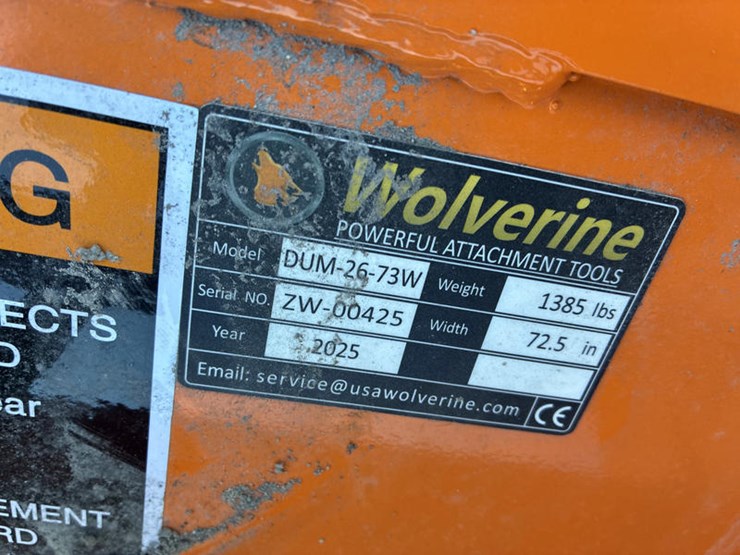 G
ECTS
D
ear
EMENT
RD
Wolverine
POWERFUL ATTACHMENT TOOLS
Model DUM-26-73W Weight 1385 lbs
Serial NO. ZW-00425 Width 72.5 in
Year 2025
Email: service@usawolverine.com CE